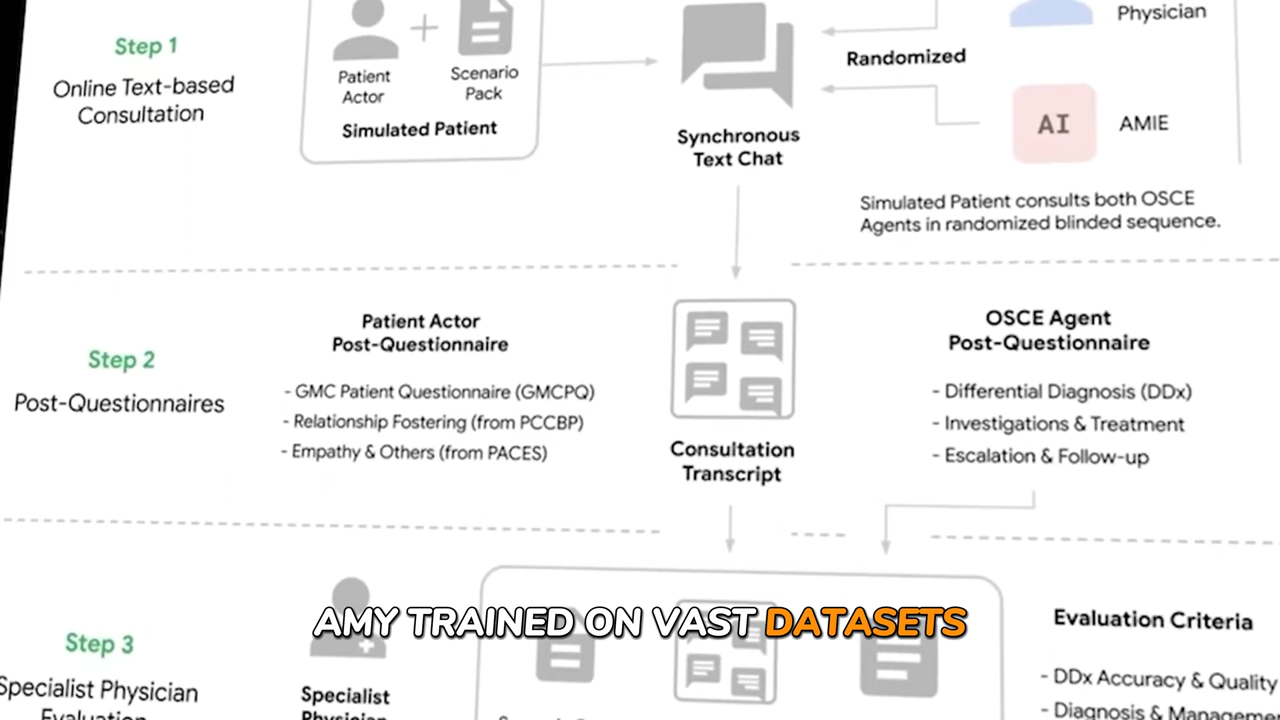 Step 1
Online Text-based
Consultation
Patient
Actor
Scenario
Pack
Simulated Patient
Synchronous
Text Chat
Randomized
Physician
AI
AMIE
Simulated Patient consults both OSCE
Agents in randomized blinded sequence.
Step 2
Post-Questionnaires
Patient Actor
Post-Questionnaire
- GMC Patient Questionnaire (GMCPQ)
- Relationship Fostering (from PCCBP)
- Empathy & Others (from PACES)
Consultation
Transcript
OSCE Agent
Post-Questionnaire
- Differential Diagnosis (DDx)
- Investigations & Treatment
- Escalation & Follow-up
AMY TRAINED ON VAST DATASETS
Step 3
Specialist Physician
Evaluation
Specialist
Physician
Evaluation Criteria
- DDx Accuracy & Quality
- Diagnosis &